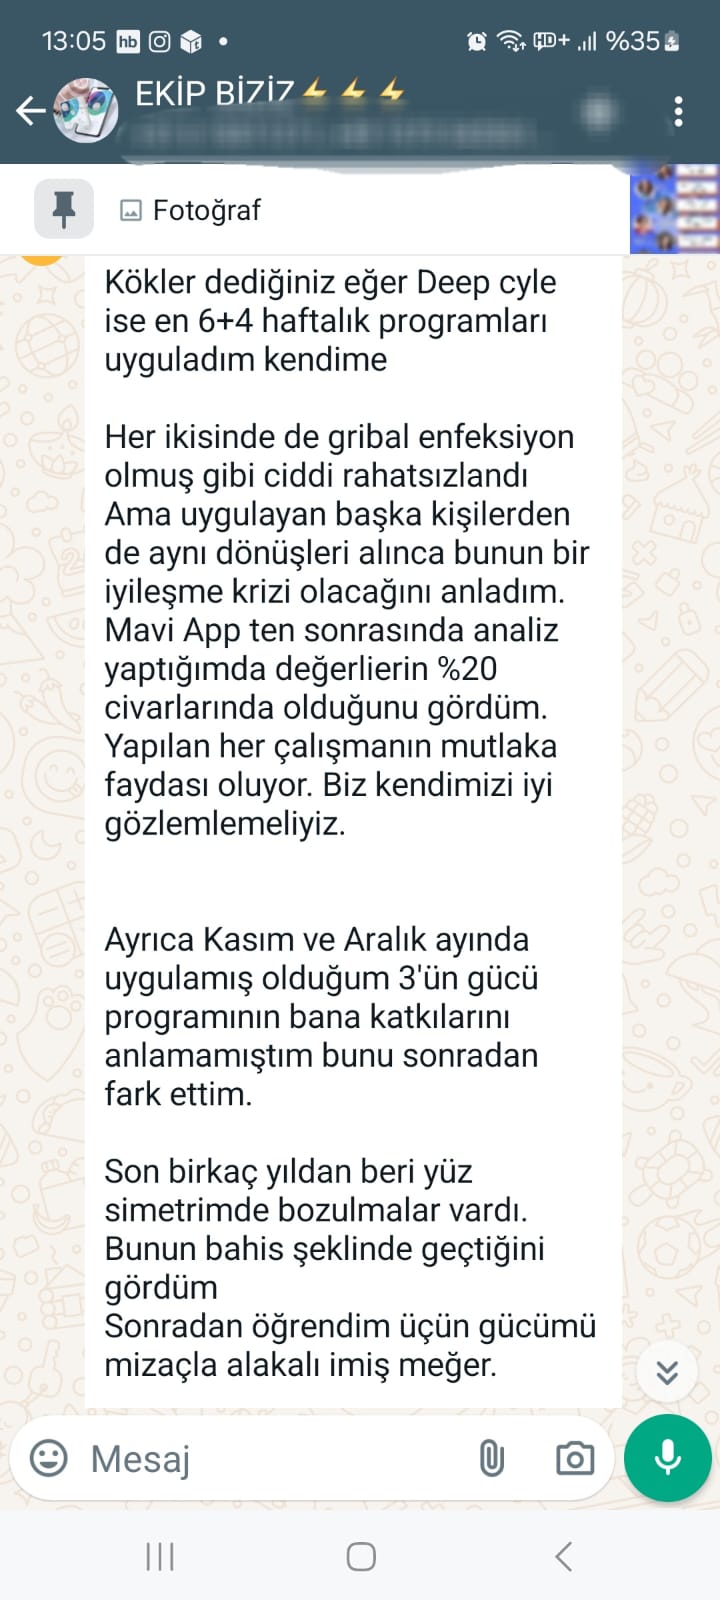 13:05 hb %35
EKİP BİZİZ
Fotoğraf
Kökler dediğiniz eğer Deep cyle
ise en 6+4 haftalık programları
uyguladım kendime
Her ikisinde de gribal enfeksiyon
olmuş gibi ciddi rahatsızlandı
Ama uygulayan başka kişilerden
de aynı dönüşleri alınca bunun bir
iyileşme krizi olacağını anladım.
Mavi App ten sonrasında analiz
yaptığımda değerlierin %20
civarlarında olduğunu gördüm.
Yapılan her çalışmanın mutlaka
faydası oluyor. Biz kendimizi iyi
gözlemlemeliyiz.
Ayrıca Kasım ve Aralık ayında
uygulamış olduğum 3'ün gücü
programının bana katkılarını
anlamamıştım bunu sonradan
fark ettim.
Son birkaç yıldan beri yüz
simetrimde bozulmalar vardı.
Bunun bahis şeklinde geçtiğini
gördüm
Sonradan öğrendim üçün gücümü
mizaçla alakalı imiş meğer.
Mesaj